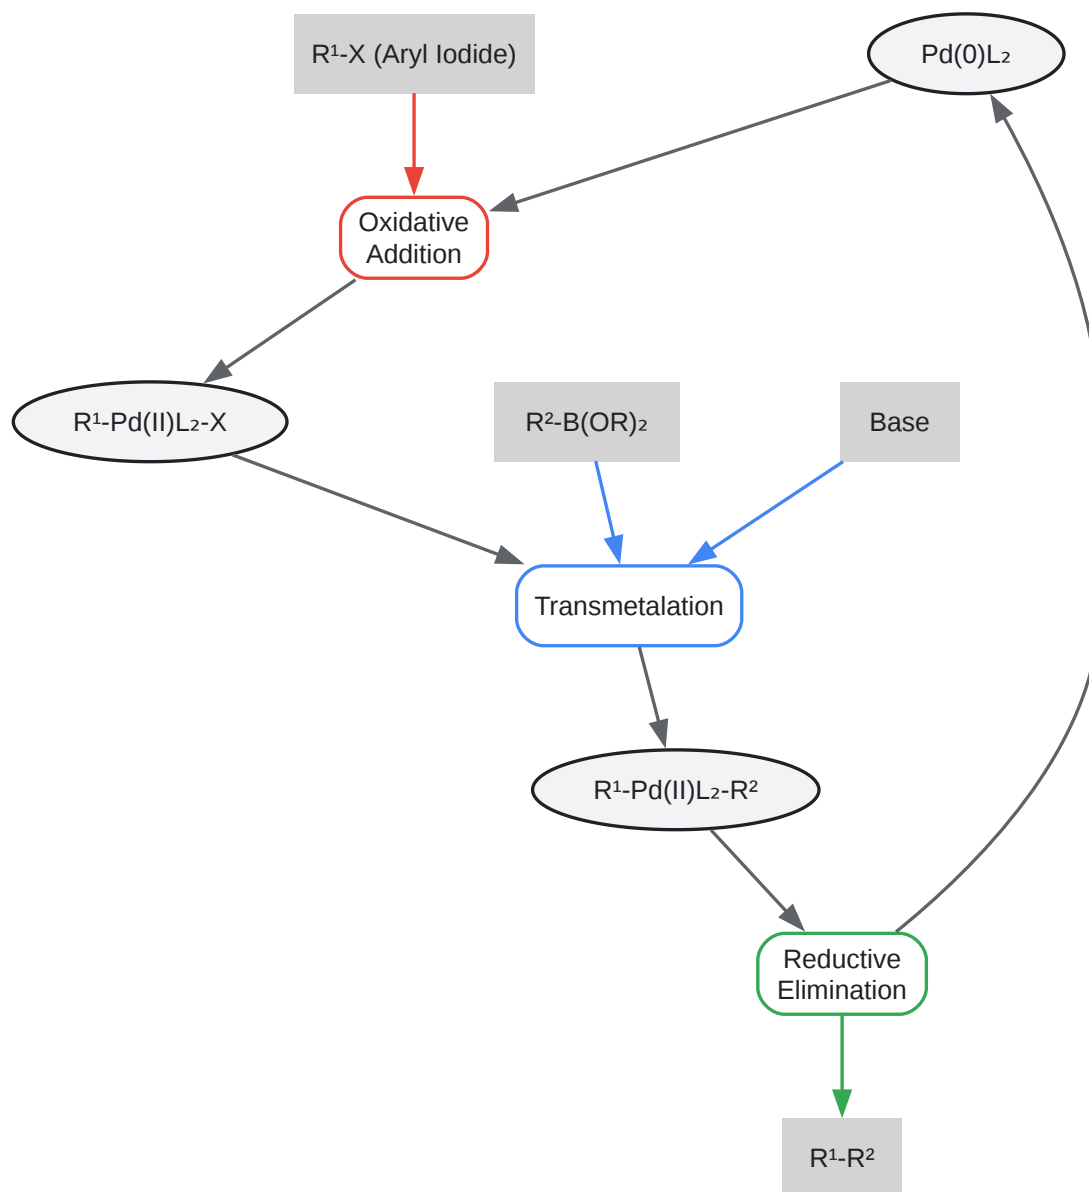 R¹-X (Aryl Iodide)
Pd(0)L₂
Oxidative
Addition
R¹-Pd(II)L₂-X
R²-B(OR)₂
Base
Transmetalation
R¹-Pd(II)L₂-R²
Reductive
Elimination
R¹-R²